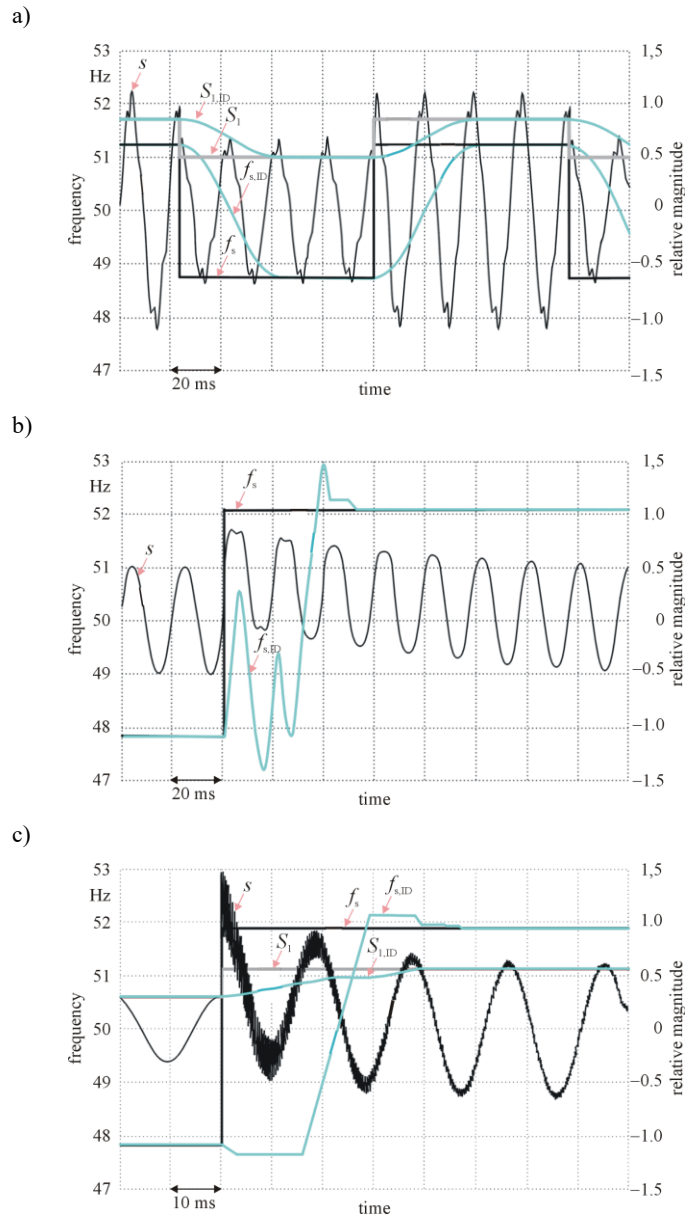 a)
53
1,5
Hz
s
52
S1,ID
1.0
S1
51
0.5
frequency
fs,ID
50
0
relative magnitude
49
fs
−0.5
48
−1.0
47
−1.5
20 ms
time
b)
53
1,5
Hz
fs
52
1.0
s
51
0.5
frequency
50
0
relative magnitude
fs,ID
49
−0.5
48
−1.0
47
−1.5
20 ms
time
c)
53
1,5
Hz
s
fs
fs,ID
52
1.0
S1
S1,ID
51
0.5
frequency
50
0
relative magnitude
49
−0.5
48
−1.0
47
−1.5
10 ms
time